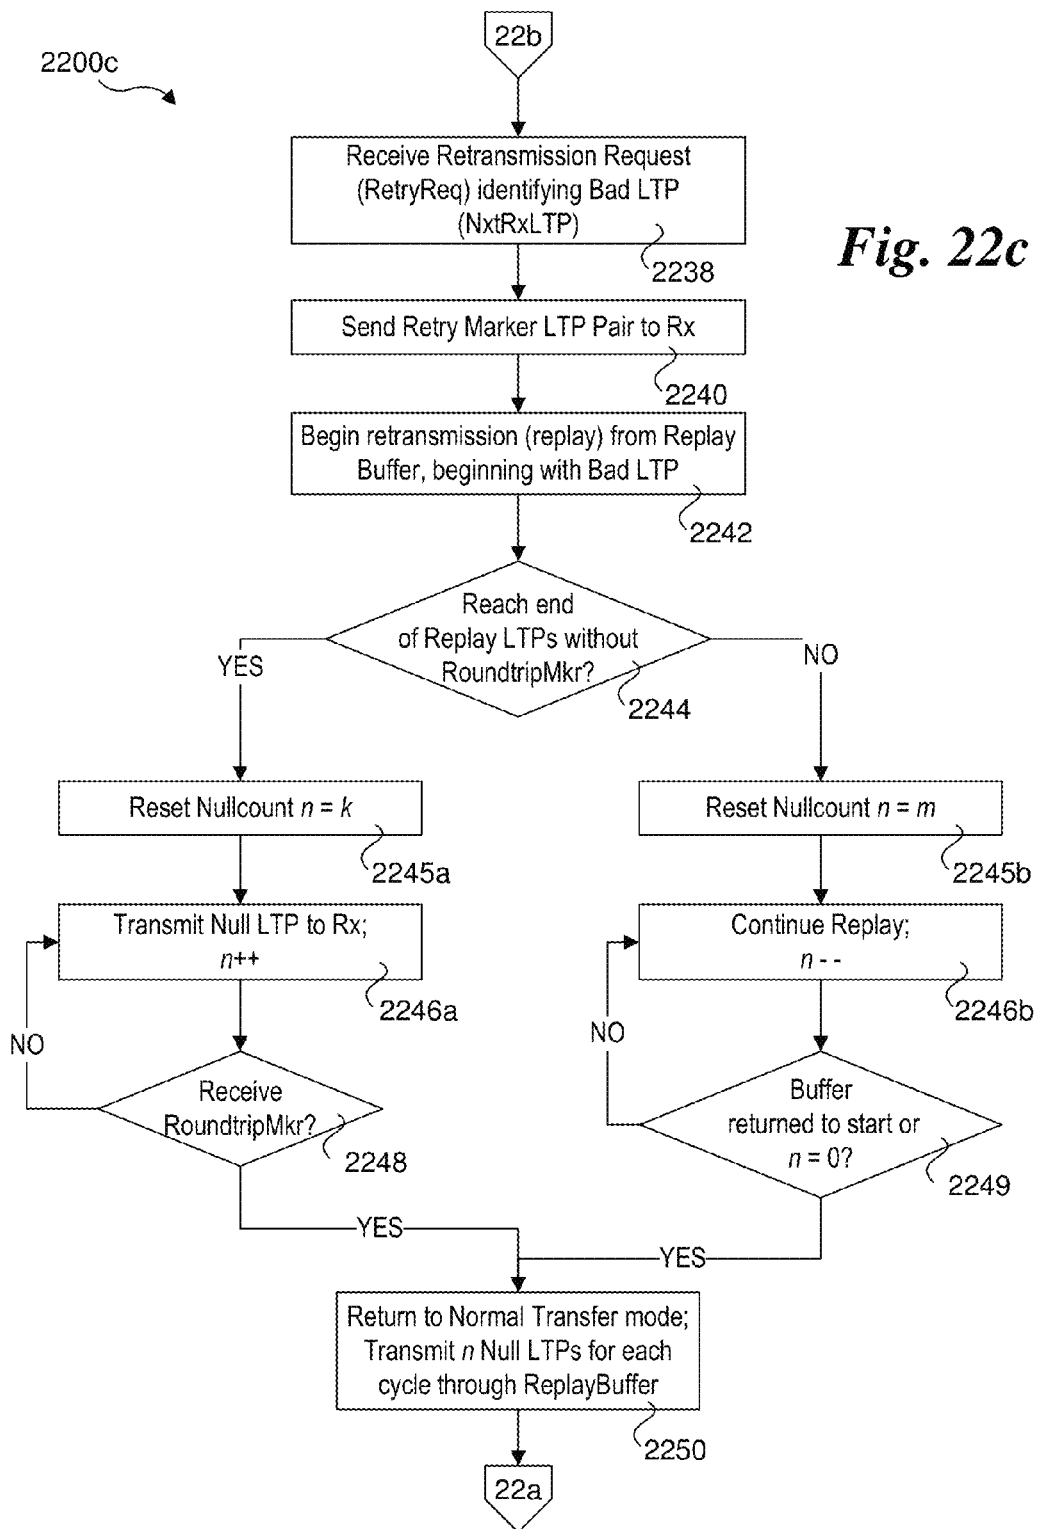 22b
2200c
Receive Retransmission Request
(RetryReq) identifying Bad LTP
(NxtRxLTP)
2238
Fig. 22c
Send Retry Marker LTP Pair to Rx
2240
Begin retransmission (replay) from Replay
Buffer, beginning with Bad LTP
2242
Reach end
of Replay LTPs without
RoundtripMkr?
2244
YES
NO
Reset Nullcount n = k
2245a
Reset Nullcount n = m
2245b
Transmit Null LTP to Rx;
n++
2246a
Continue Replay;
n - -
2246b
NO
NO
Receive
RoundtripMkr?
2248
Buffer
returned to start or
n = 0?
2249
YES
YES
Return to Normal Transfer mode;
Transmit n Null LTPs for each
cycle through ReplayBuffer
2250
22a